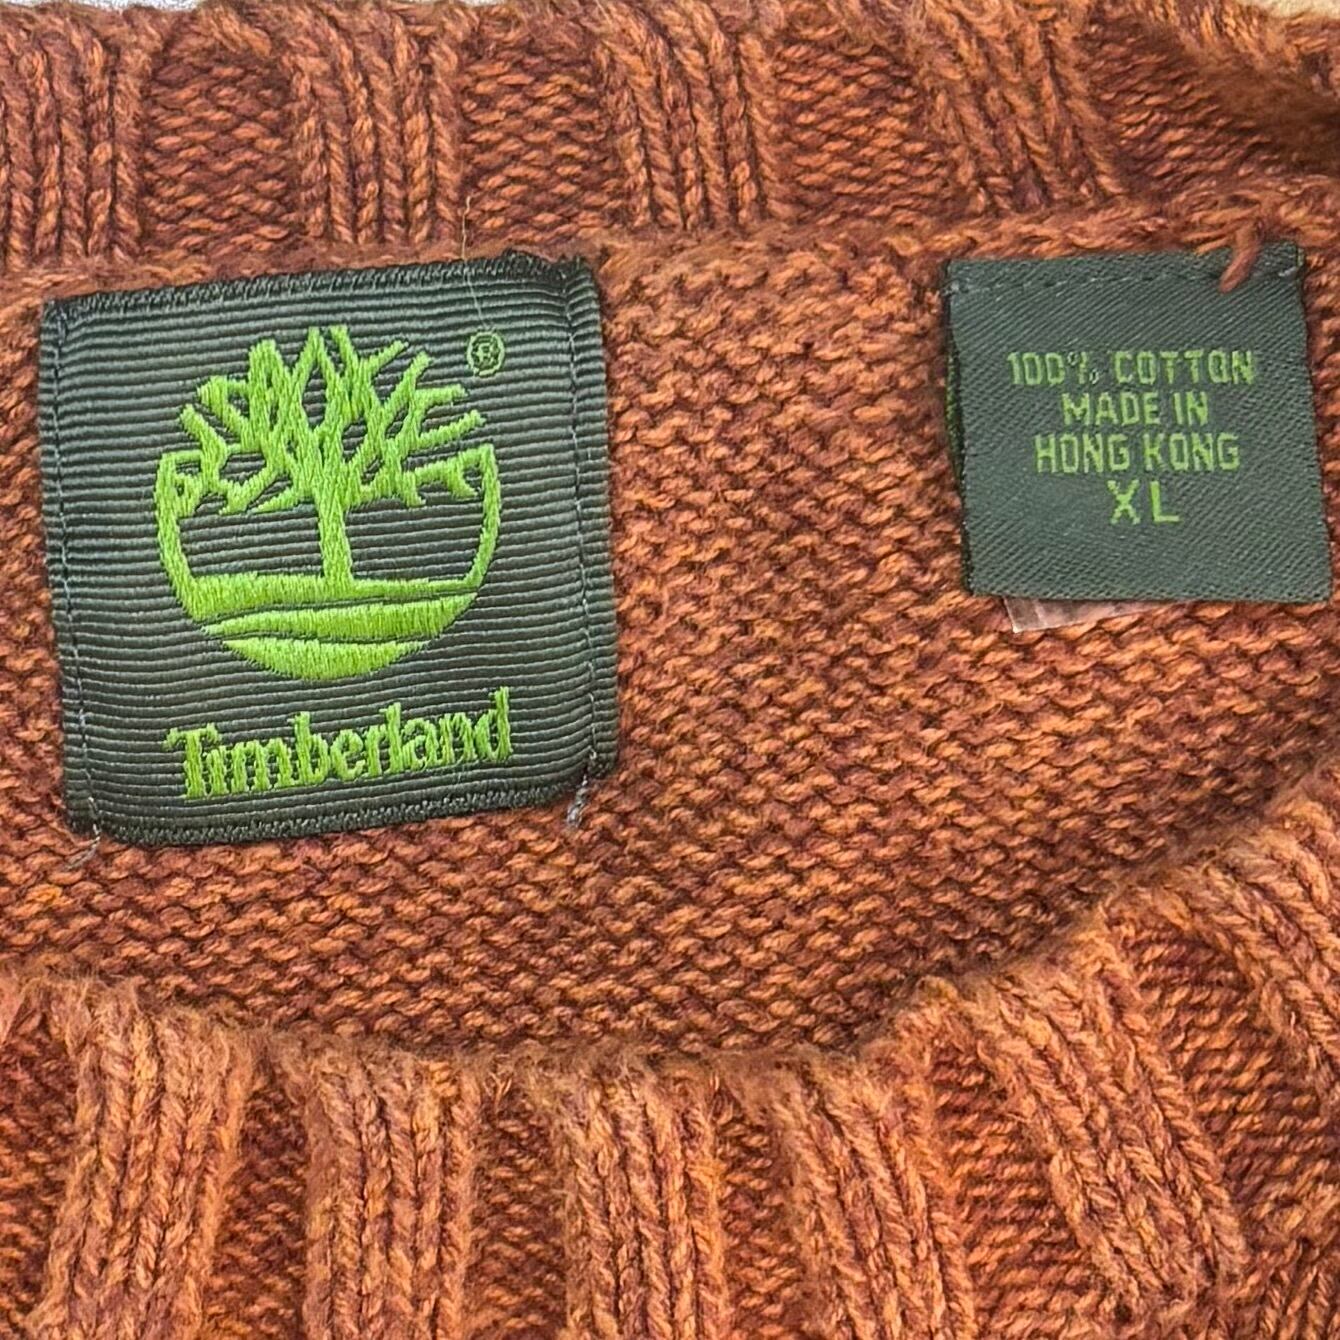 ®
Timberland
100% COTTON
MADE IN
HONG KONG
XL